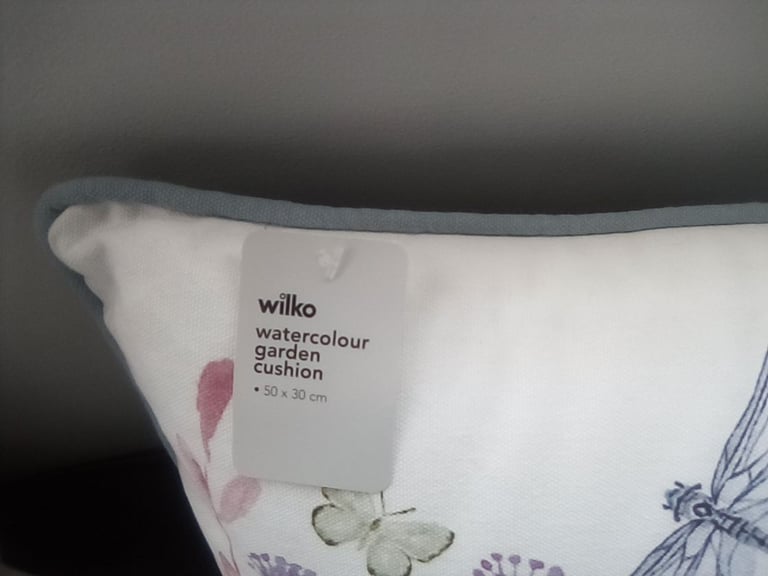 wilko
watercolour
garden
cushion
• 50 x 30 cm